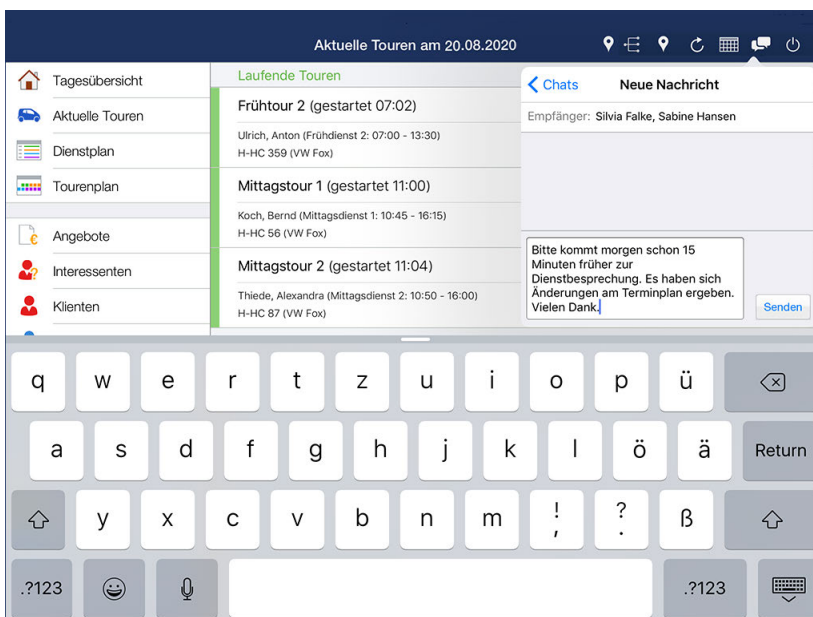 Aktuelle Touren am 20.08.2020
Tagesübersicht
Aktuelle Touren
Dienstplan
Tourenplan
Angebote
Interessenten
Klienten
Laufende Touren
Frühtour 2 (gestartet 07:02)
Ulrich, Anton (Frühdienst 2: 07:00 - 13:30)
H-HC 359 (VW Fox)
Mittagstour 1 (gestartet 11:00)
Koch, Bernd (Mittagsdienst 1: 10:45 - 16:15)
H-HC 56 (VW Fox)
Mittagstour 2 (gestartet 11:04)
Thiede, Alexandra (Mittagsdienst 2: 10:50 - 16:00)
H-HC 87 (VW Fox)
Chats Neue Nachricht
Empfänger: Silvia Falke, Sabine Hansen
Bitte kommt morgen schon 15
Minuten früher zur
Dienstbesprechung. Es haben sich
Änderungen am Terminplan ergeben.
Vielen Dank.
Senden
q w e r t z u i o p ü
a s d f g h j k l ö ä Return
y x c v b n m ! , ? . ß
.?123 .?123